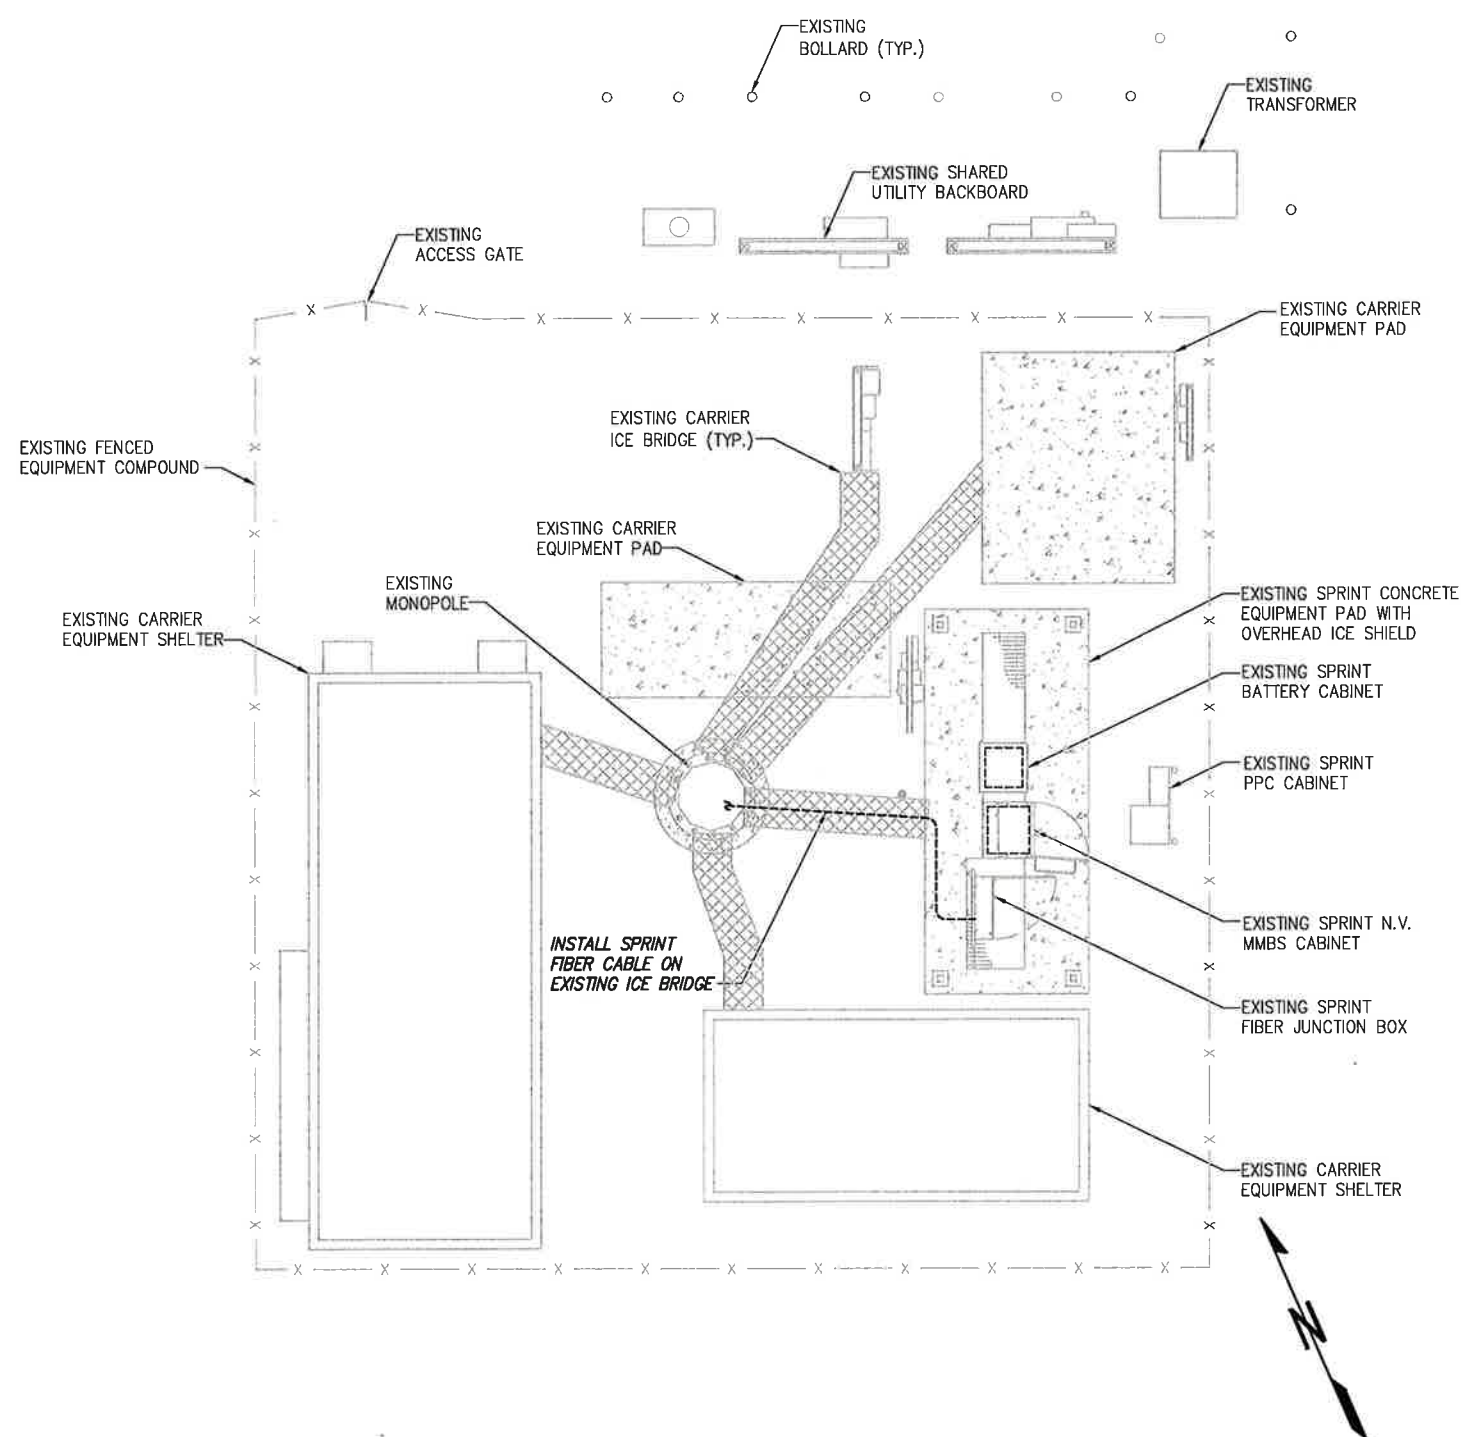 EXISTING
BOLLARD (TYP.)
EXISTING
TRANSFORMER
EXISTING SHARED
UTILITY BACKBOARD
EXISTING
ACCESS GATE
EXISTING CARRIER
EQUIPMENT PAD
EXISTING CARRIER
ICE BRIDGE (TYP.)
EXISTING FENCED
EQUIPMENT COMPOUND
EXISTING CARRIER
EQUIPMENT PAD
EXISTING
MONOPOLE
EXISTING CARRIER
EQUIPMENT SHELTER
EXISTING SPRINT CONCRETE
EQUIPMENT PAD WITH
OVERHEAD ICE SHIELD
EXISTING SPRINT
BATTERY CABINET
EXISTING SPRINT
PPC CABINET
EXISTING SPRINT N.V.
MMBS CABINET
INSTALL SPRINT
FIBER CABLE ON
EXISTING ICE BRIDGE
EXISTING SPRINT
FIBER JUNCTION BOX
EXISTING CARRIER
EQUIPMENT SHELTER
N